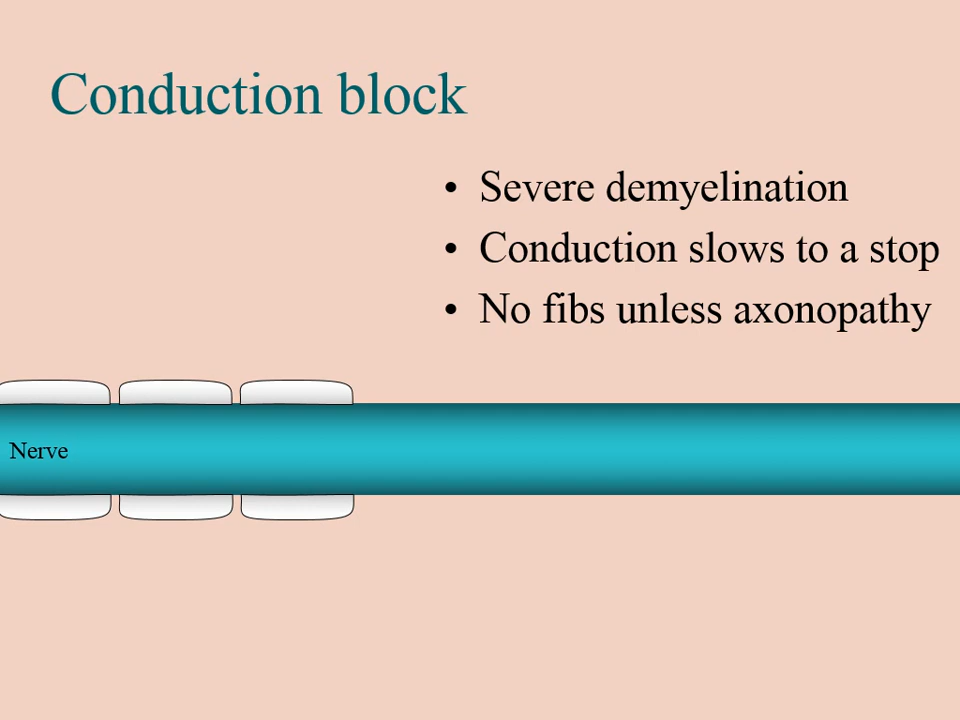 Conduction block
• Severe demyelination
• Conduction slows to a stop
• No fibs unless axonopathy
Nerve